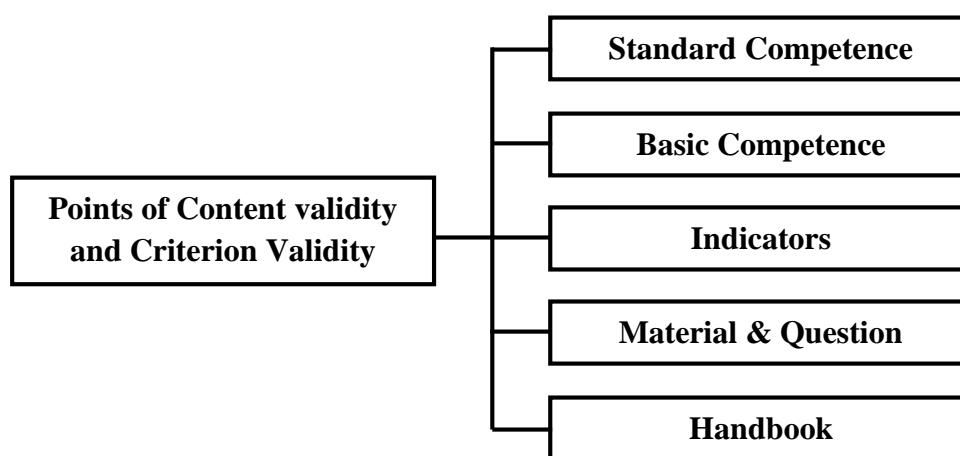 Standard Competence
Basic Competence
Points of Content validity
and Criterion Validity
Indicators
Material & Question
Handbook